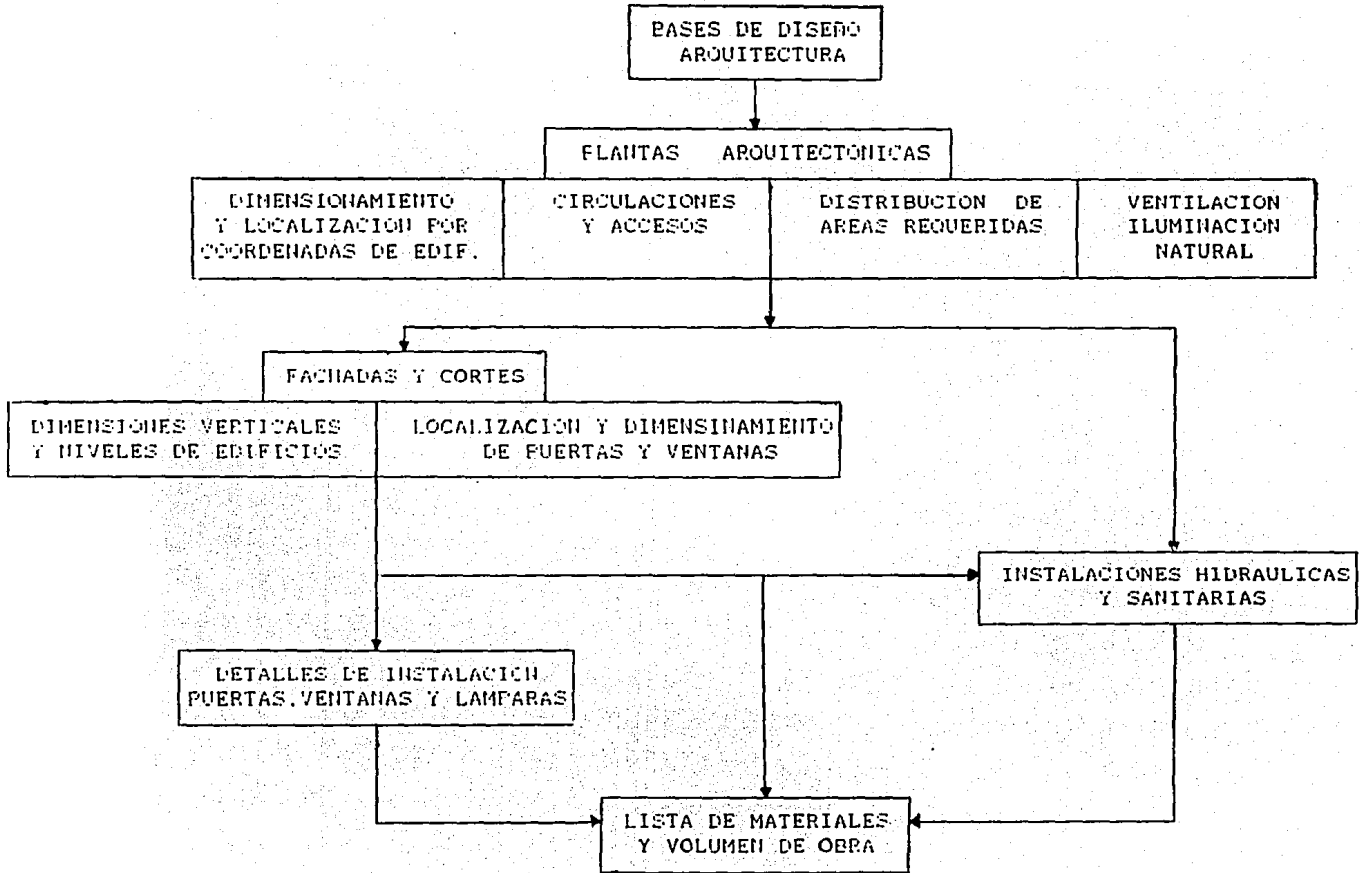 BASES DE DISEÑO
ARQUITECTURA
PLANTAS ARQUITECTONICAS
DIMENSIONAMIENTO
Y LOCALIZACION POR
COORDENADAS DE EDIF.
CIRCULACIONES
Y ACCESOS
DISTRIBUCION DE
AREAS REQUERIDAS
VENTILACION
ILUMINACION
NATURAL
FACHADAS Y CORTES
DIMENSIONES VERTICALES
Y NIVELES DE EDIFICIOS
LOCALIZACION Y DIMENSINAMIENTO
DE PUERTAS Y VENTANAS
INSTALACIONES HIDRAULICAS
Y SANITARIAS
DETALLES DE INSTALACION
PUERTAS.VENTANAS Y LAMPARAS
LISTA DE MATERIALES
Y VOLUMEN DE OBRA